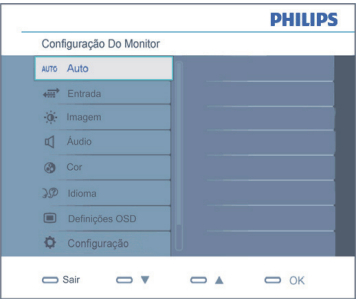 PHILIPS
Configuração Do Monitor
AUTO Auto
Entrada
Imagem
Áudio
Cor
Idioma
Definições OSD
Configuração
Sair ▼ ▲ OK